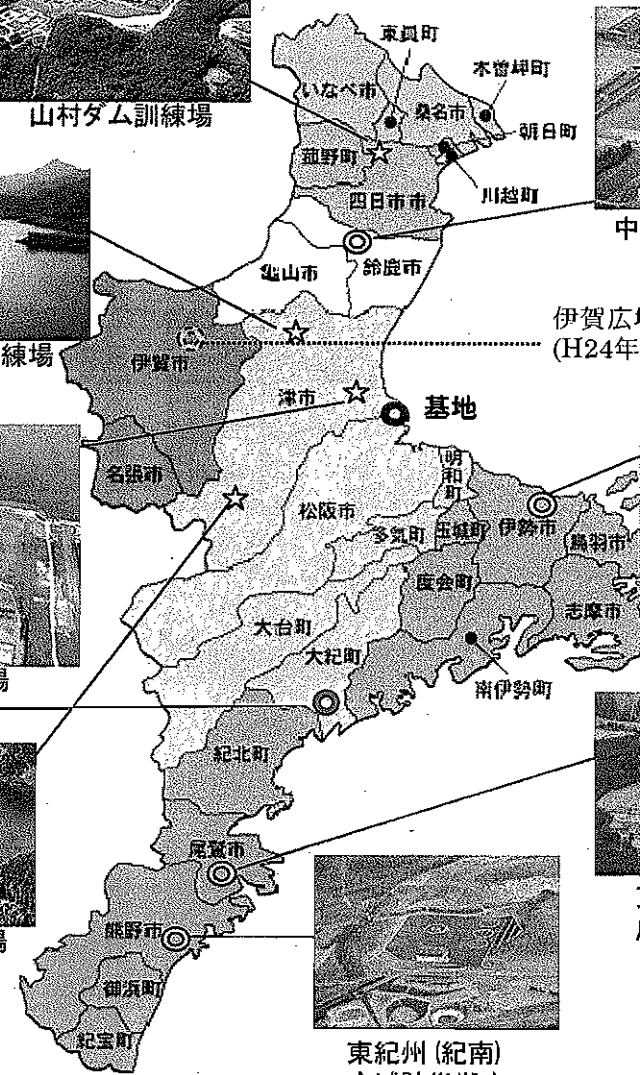 山村ダム訓練場
東員町
木曽岬町
いなべ市
桑名市
朝日町
菰野町
川越町
四日市市
中
亀山市
鈴鹿市
練場
伊賀市
伊賀広場
(H24年
津市
基地
名張市
明和町
松阪市
多気町
玉城町
伊勢市
鳥羽市
度会町
志摩市
大台町
大紀町
場
南伊勢町
紀北町
尾鷲市
場
熊野市
御浜町
紀宝町
東紀州(紀南)